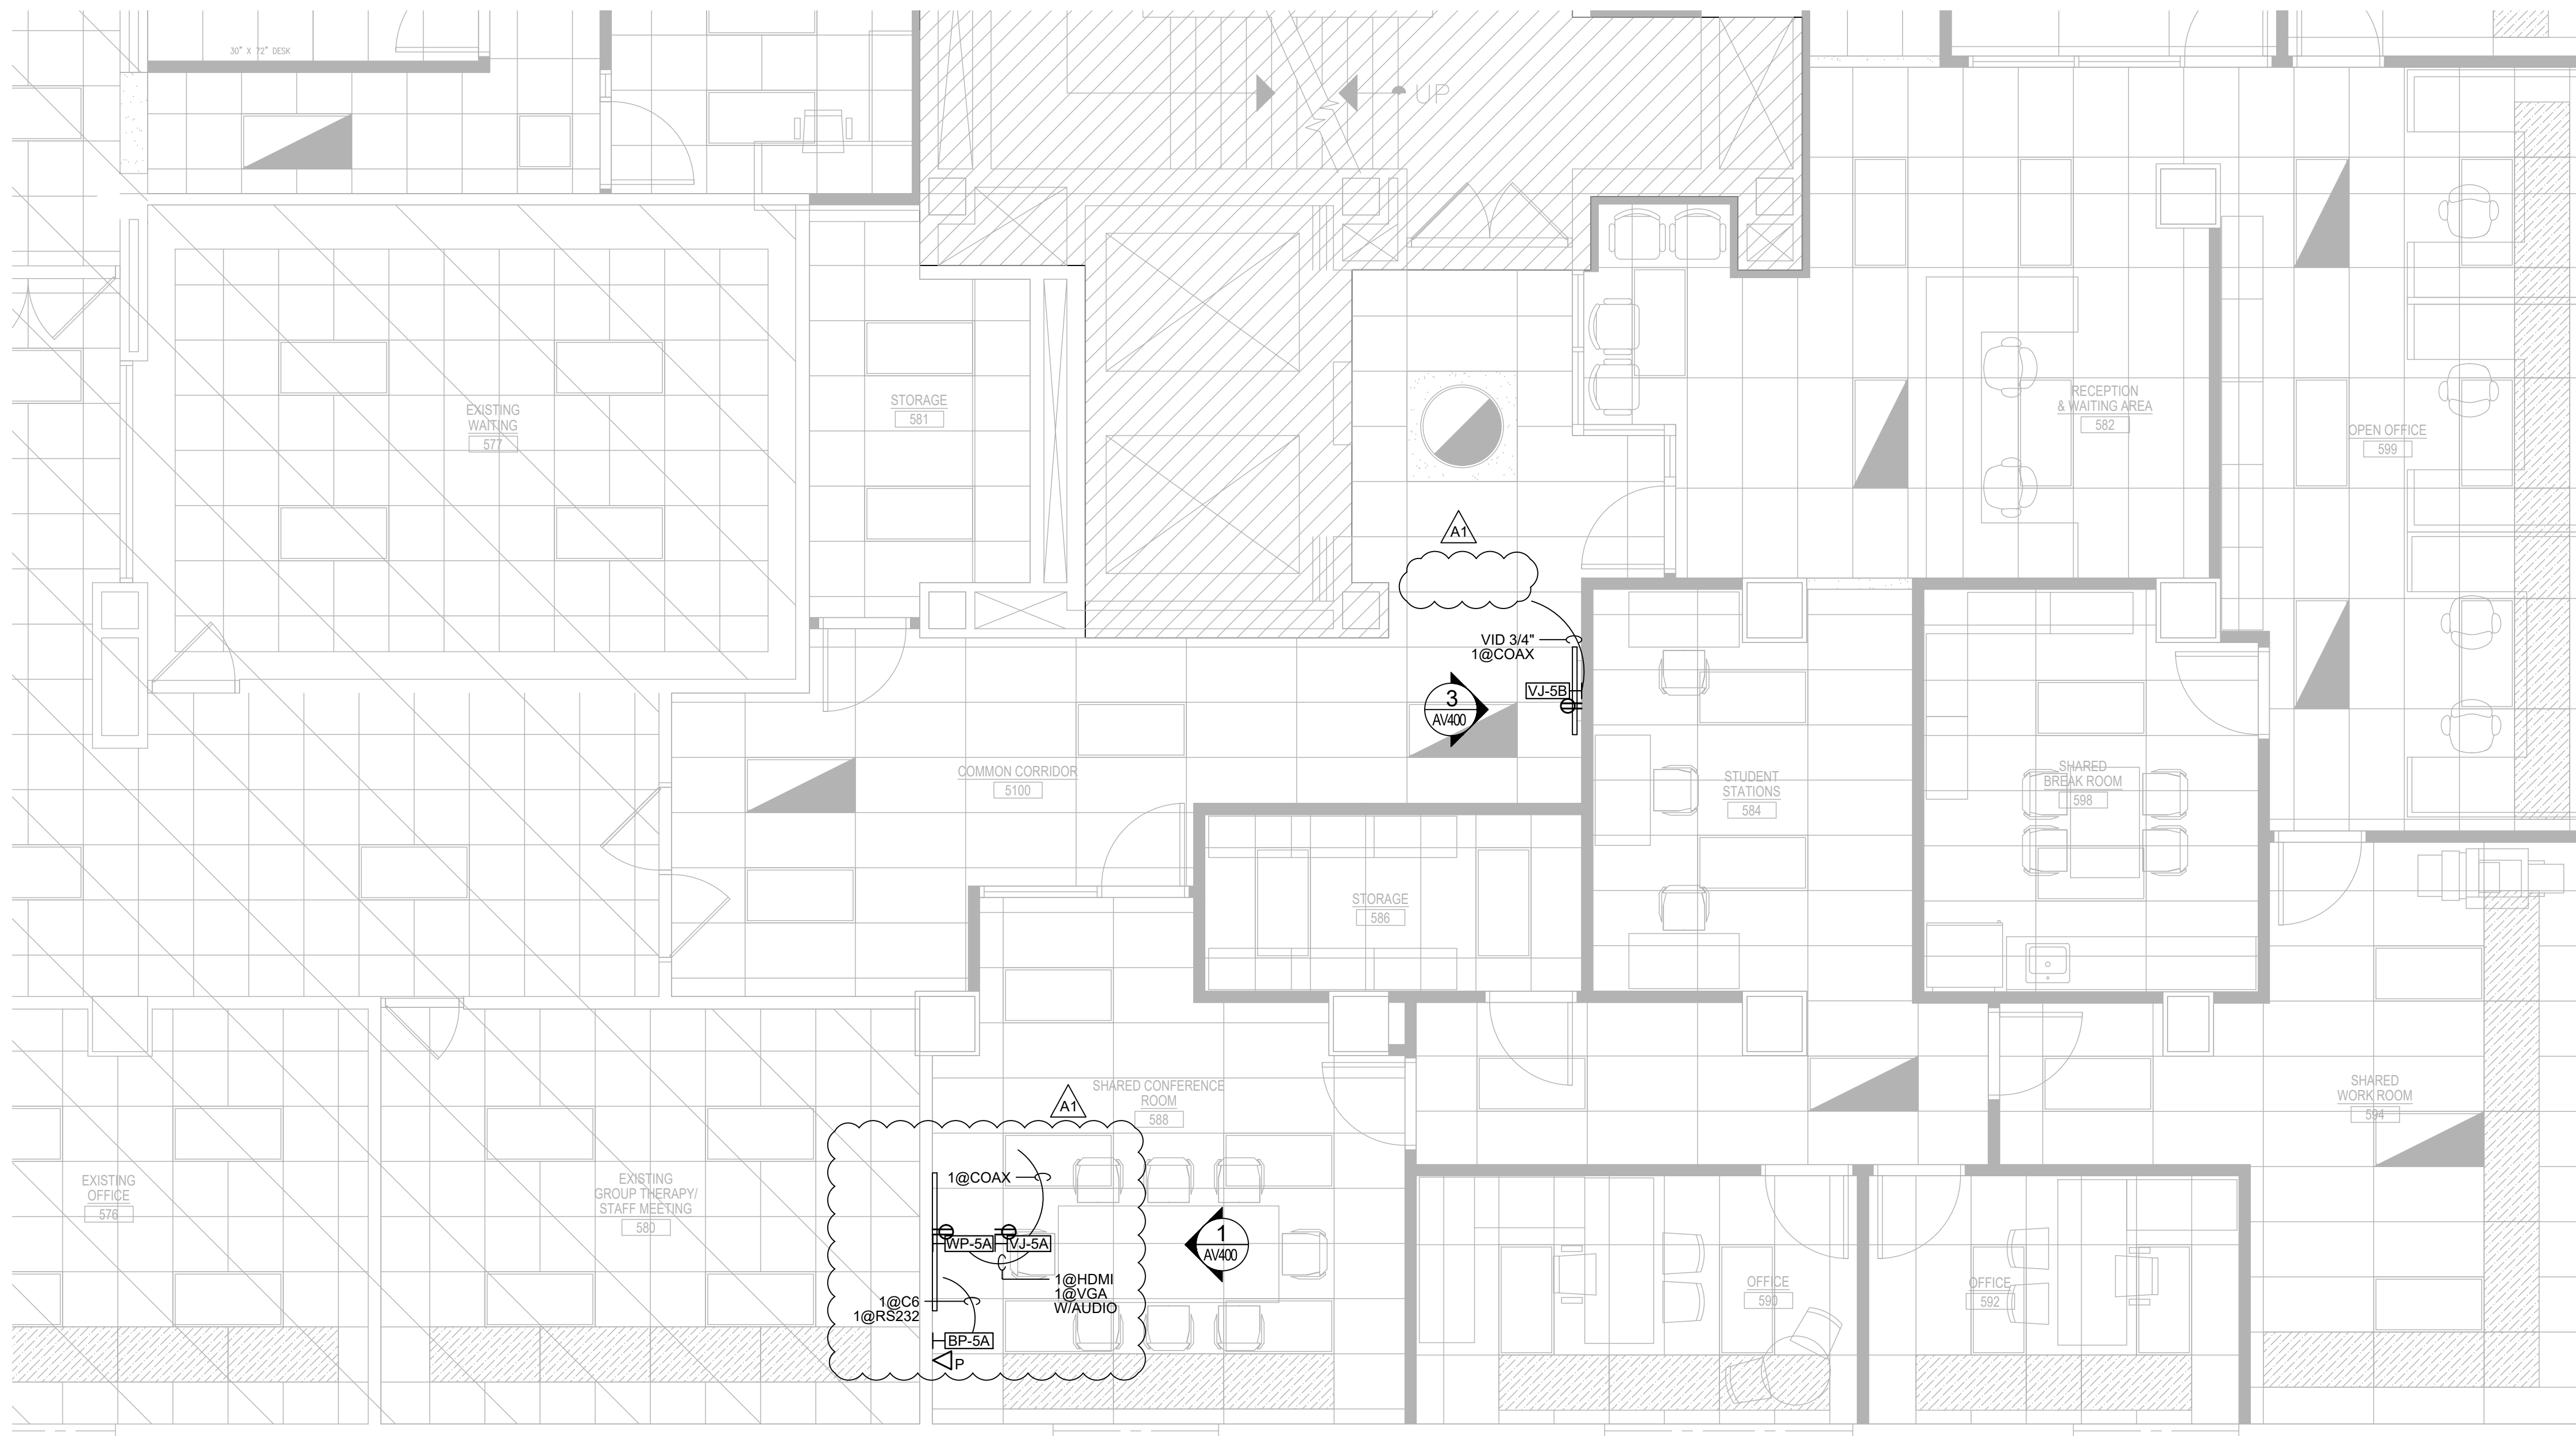 30" X 72" DESK
UP
EXISTING
WAITING
577
STORAGE
581
RECEPTION
& WAITING AREA
582
OPEN OFFICE
599
A1
VID 3/4"
1@COAX
VJ-5B
3
AV400
COMMON CORRIDOR
5100
STUDENT
STATIONS
584
SHARED
BREAK ROOM
598
STORAGE
586
SHARED CONFERENCE
ROOM
588
A1
SHARED
WORK ROOM
594
EXISTING
OFFICE
576
EXISTING
GROUP THERAPY/
STAFF MEETING
580
1@COAX
WP-5A
VJ-5A
1
AV400
1@HDMI
1@VGA
W/AUDIO
1@C6
1@RS232
BP-5A
P
OFFICE
590
OFFICE
592